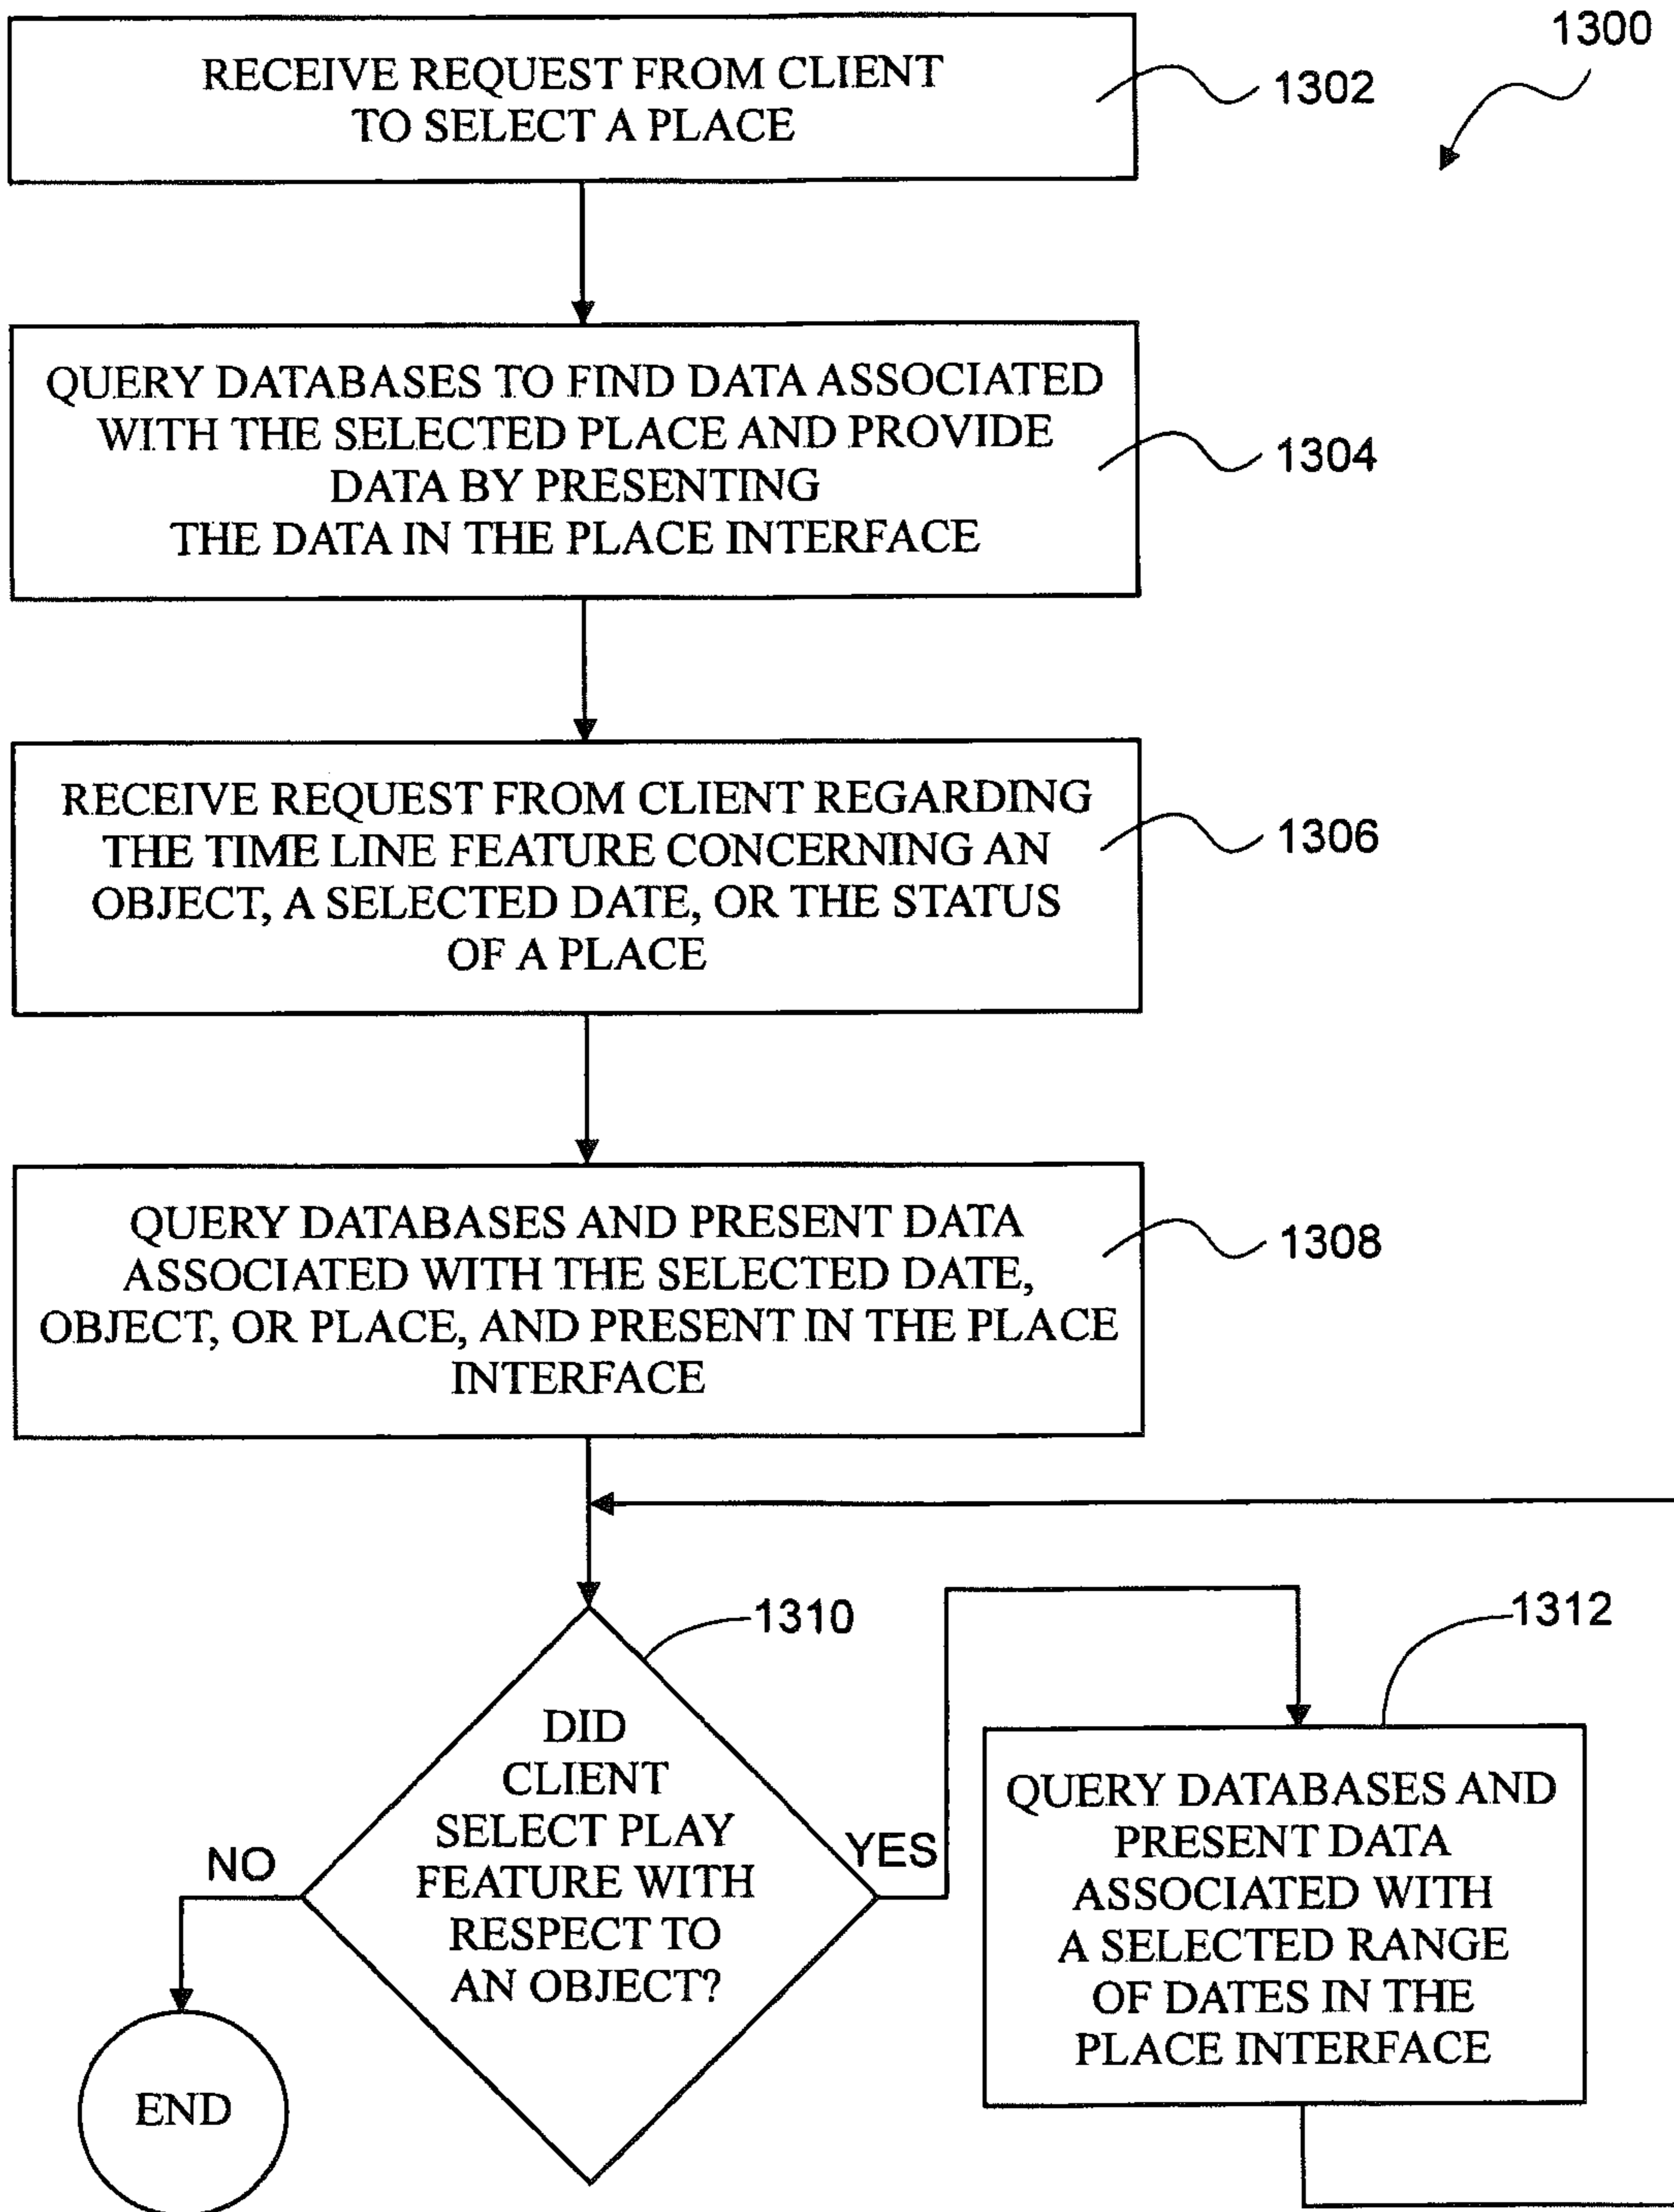 1300
RECEIVE REQUEST FROM CLIENT
TO SELECT A PLACE
1302
QUERY DATABASES TO FIND DATA ASSOCIATED
WITH THE SELECTED PLACE AND PROVIDE
DATA BY PRESENTING
THE DATA IN THE PLACE INTERFACE
1304
RECEIVE REQUEST FROM CLIENT REGARDING
THE TIME LINE FEATURE CONCERNING AN
OBJECT, A SELECTED DATE, OR THE STATUS
OF A PLACE
1306
QUERY DATABASES AND PRESENT DATA
ASSOCIATED WITH THE SELECTED DATE,
OBJECT, OR PLACE, AND PRESENT IN THE PLACE
INTERFACE
1308
1310
DID
CLIENT
SELECT PLAY
FEATURE WITH
RESPECT TO
AN OBJECT?
NO
YES
END
1312
QUERY DATABASES AND
PRESENT DATA
ASSOCIATED WITH
A SELECTED RANGE
OF DATES IN THE
PLACE INTERFACE